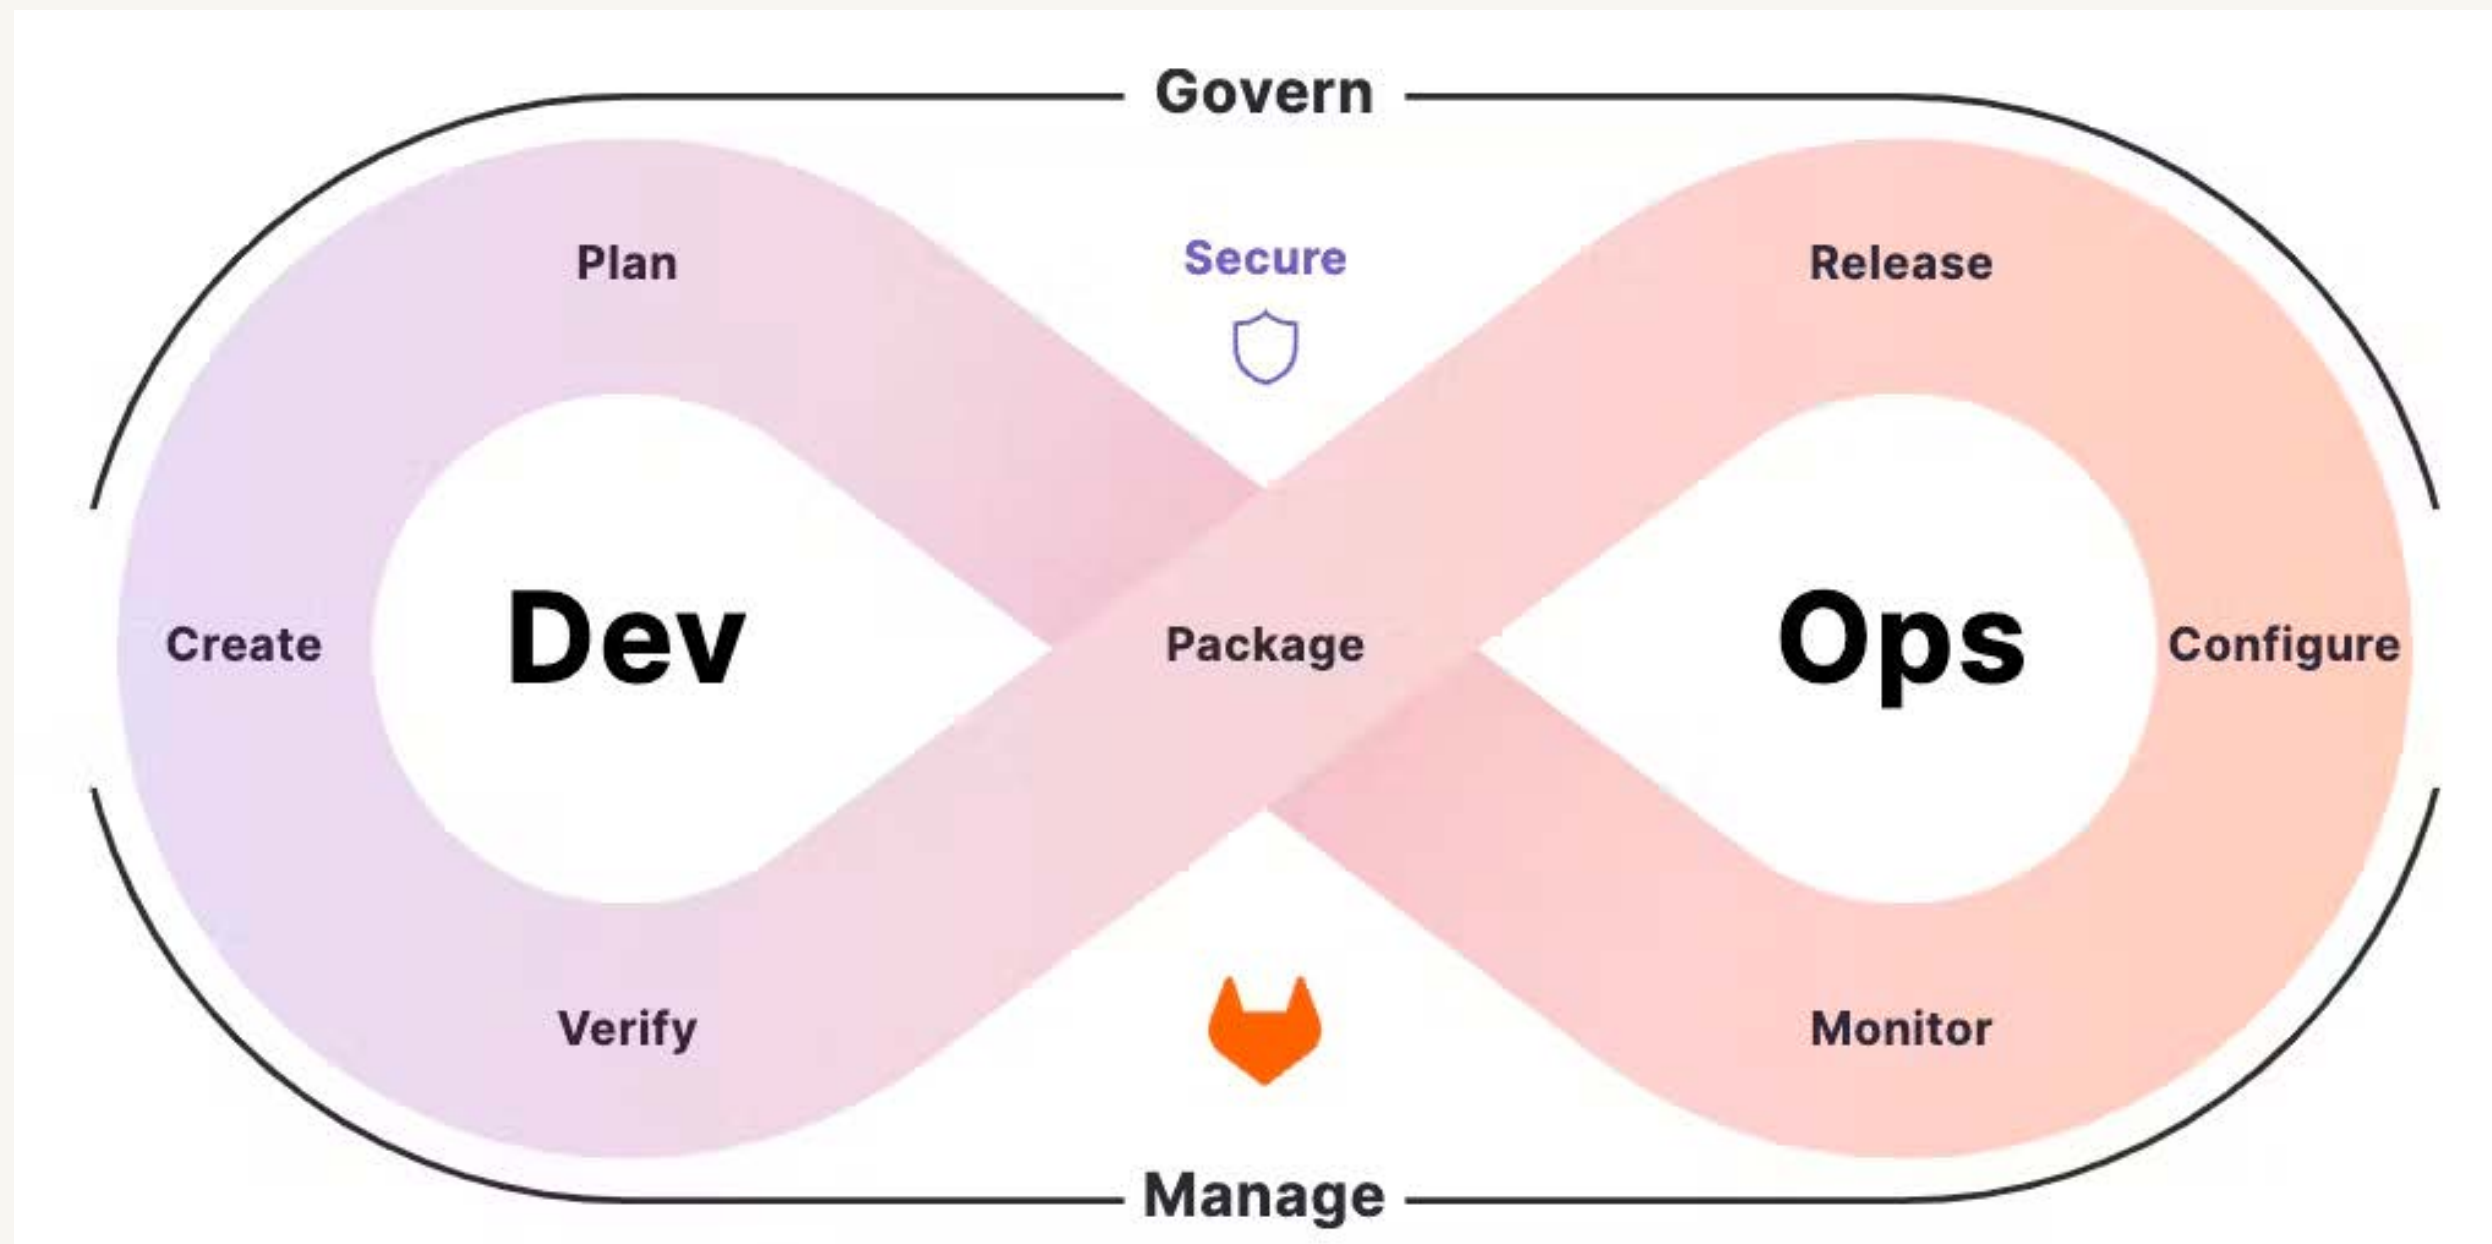 Govern
Plan
Secure
Release
Create
Dev
Package
Ops
Configure
Verify
Monitor
Manage